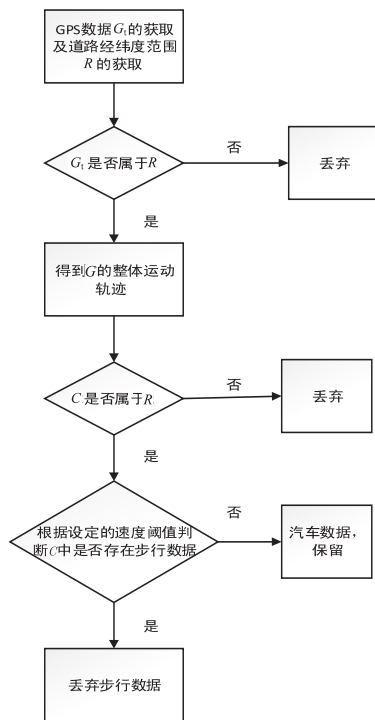 GPS数据Gt的获取
及道路经纬度范围
R 的获取
Gt 是否属于R
否
丢弃
是
得到G的整体运动
轨迹
C 是否属于R
否
丢弃
是
根据设定的速度阈值判
断C中是否存在步行数据
否
汽车数据，
保留
是
丢弃步行数据